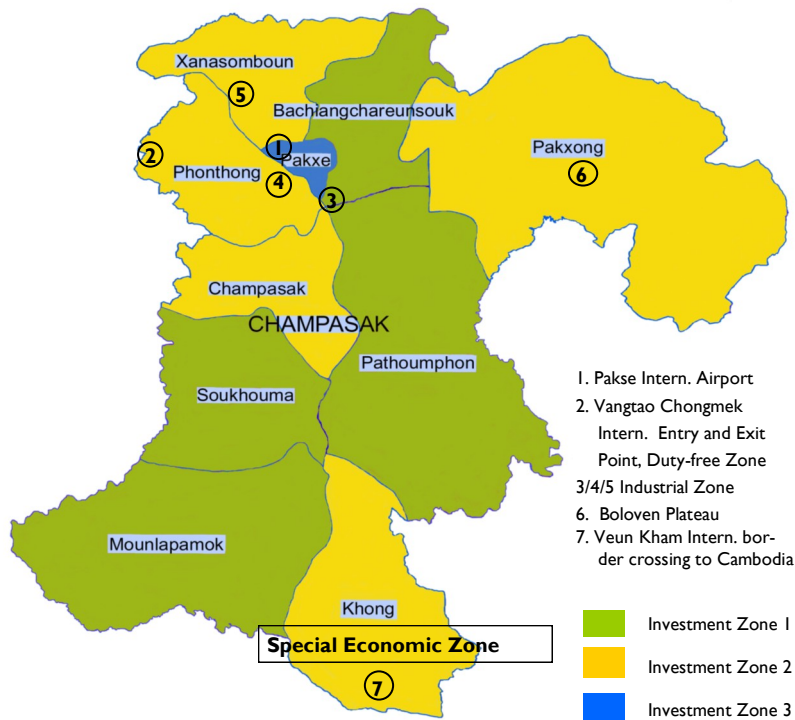 Xanasomboun
5
Bachiangchareunsouk
1
Pakxe
2
Phonthong
4
3
Pakxong
6
Champasak
CHAMPASAK
Pathoumphon
Soukhouma
1. Pakse Intern. Airport
2. Vangtao Chongmek
Intern. Entry and Exit
Point, Duty-free Zone
3/4/5 Industrial Zone
6. Boloven Plateau
7. Veun Kham Intern. bor-
der crossing to Cambodia
Mounlapamok
Khong
Special Economic Zone
7
Investment Zone 1
Investment Zone 2
Investment Zone 3